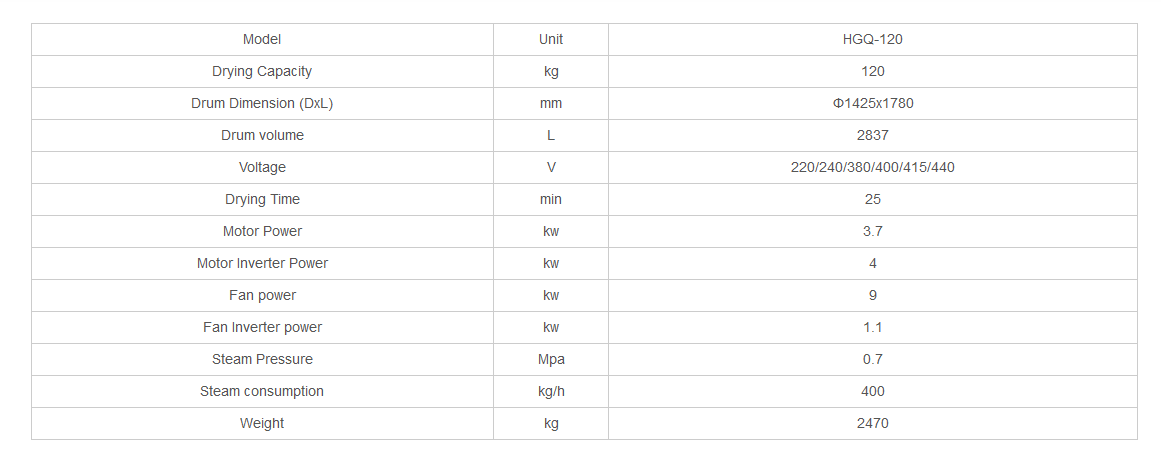 Model Unit HGQ-120
Drying Capacity kg 120
Drum Dimension (DxL) mm Φ1425x1780
Drum volume L 2837
Voltage V 220/240/380/400/415/440
Drying Time min 25
Motor Power kw 3.7
Motor Inverter Power kw 4
Fan power kw 9
Fan Inverter power kw 1.1
Steam Pressure Mpa 0.7
Steam consumption kg/h 400
Weight kg 2470